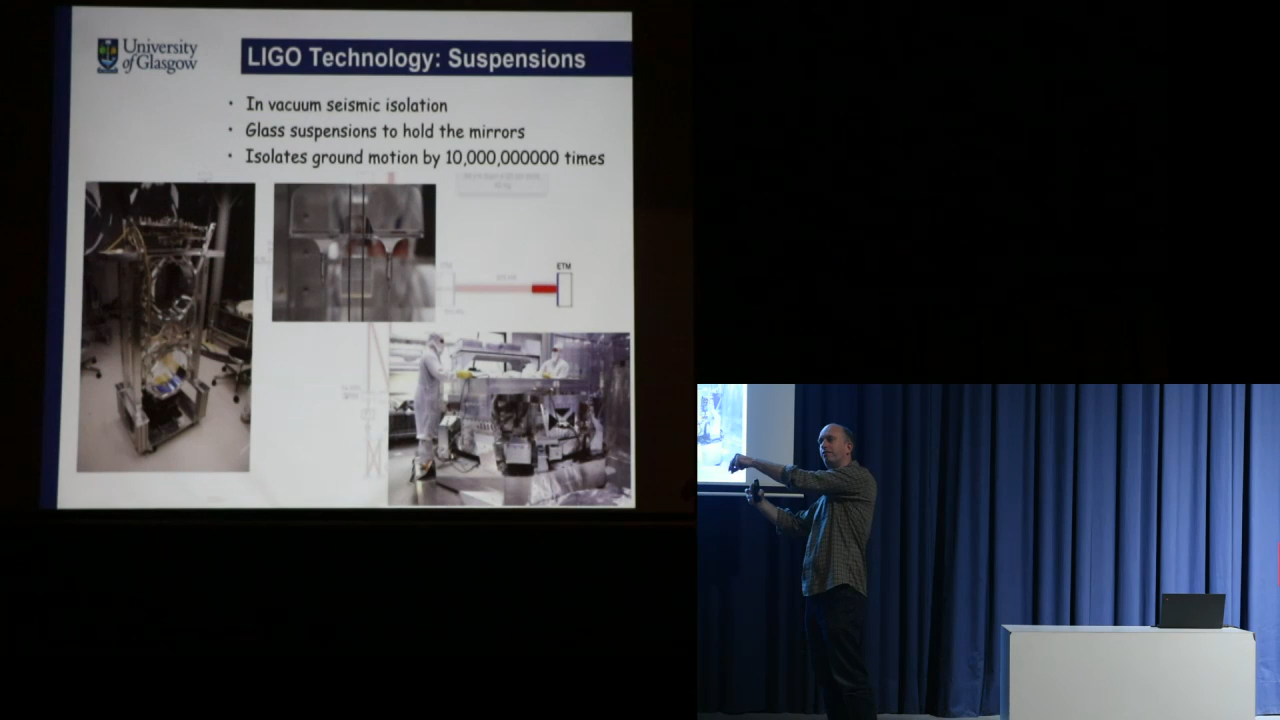 University
of Glasgow
LIGO Technology: Suspensions
• In vacuum seismic isolation
• Glass suspensions to hold the mirrors
• Isolates ground motion by 10,000,000000 times
ETM